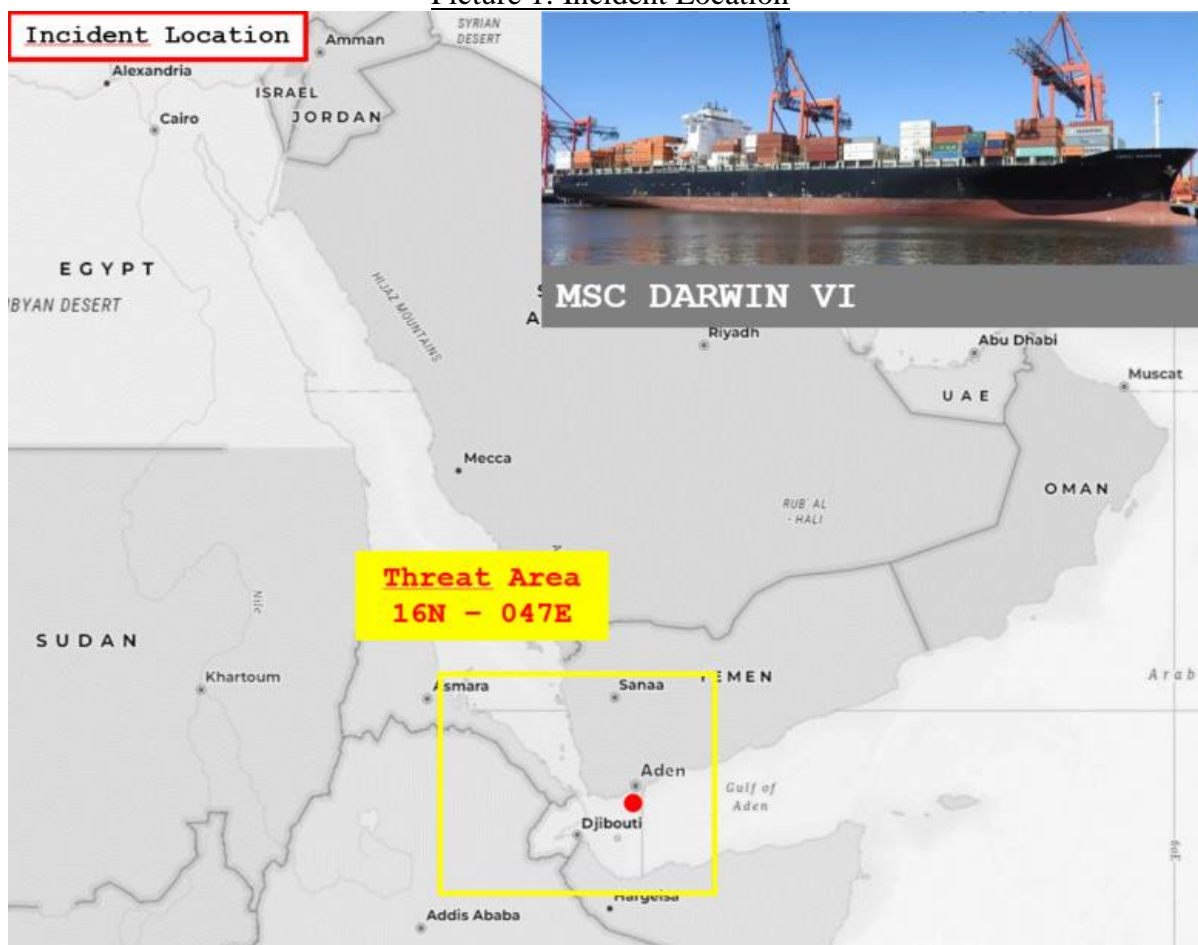 Picture 1: Incident Location
Incident Location
SYRIAN
DESERT
Amman
Alexandria
ISRAEL
JORDAN
Cairo
MSC DARWIN VI
EGYPT
BYAN DESERT
HIJAZ MOUNTAINS
S
A
Riyadh
Abu Dhabi
Muscat
UAE
Mecca
OMAN
RUB' AL
- HALI
Threat Area
16N – 047E
Nile
SUDAN
Khartoum
Asmara
Sanaa
YEMEN
Arab
Aden
Gulf of
Aden
Djibouti
Hargeisa
Addis Ababa